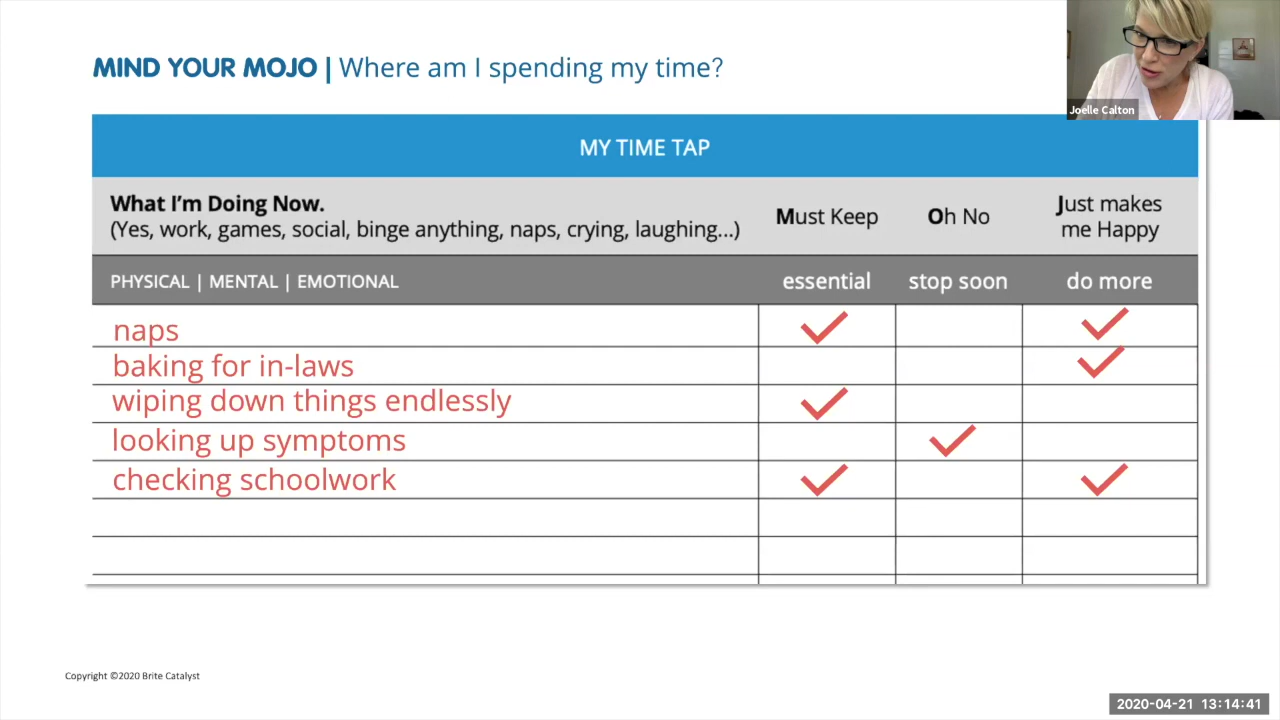 MIND YOUR MOJO | Where am I spending my time?
Joelle Calton
MY TIME TAP
What I'm Doing Now.
(Yes, work, games, social, binge anything, naps, crying, laughing...)
Must Keep
Oh No
Just makes
me Happy
PHYSICAL | MENTAL | EMOTIONAL
essential
stop soon
do more
naps
baking for in-laws
wiping down things endlessly
looking up symptoms
checking schoolwork
Copyright ©2020 Brite Catalyst
2020-04-21 13:14:41